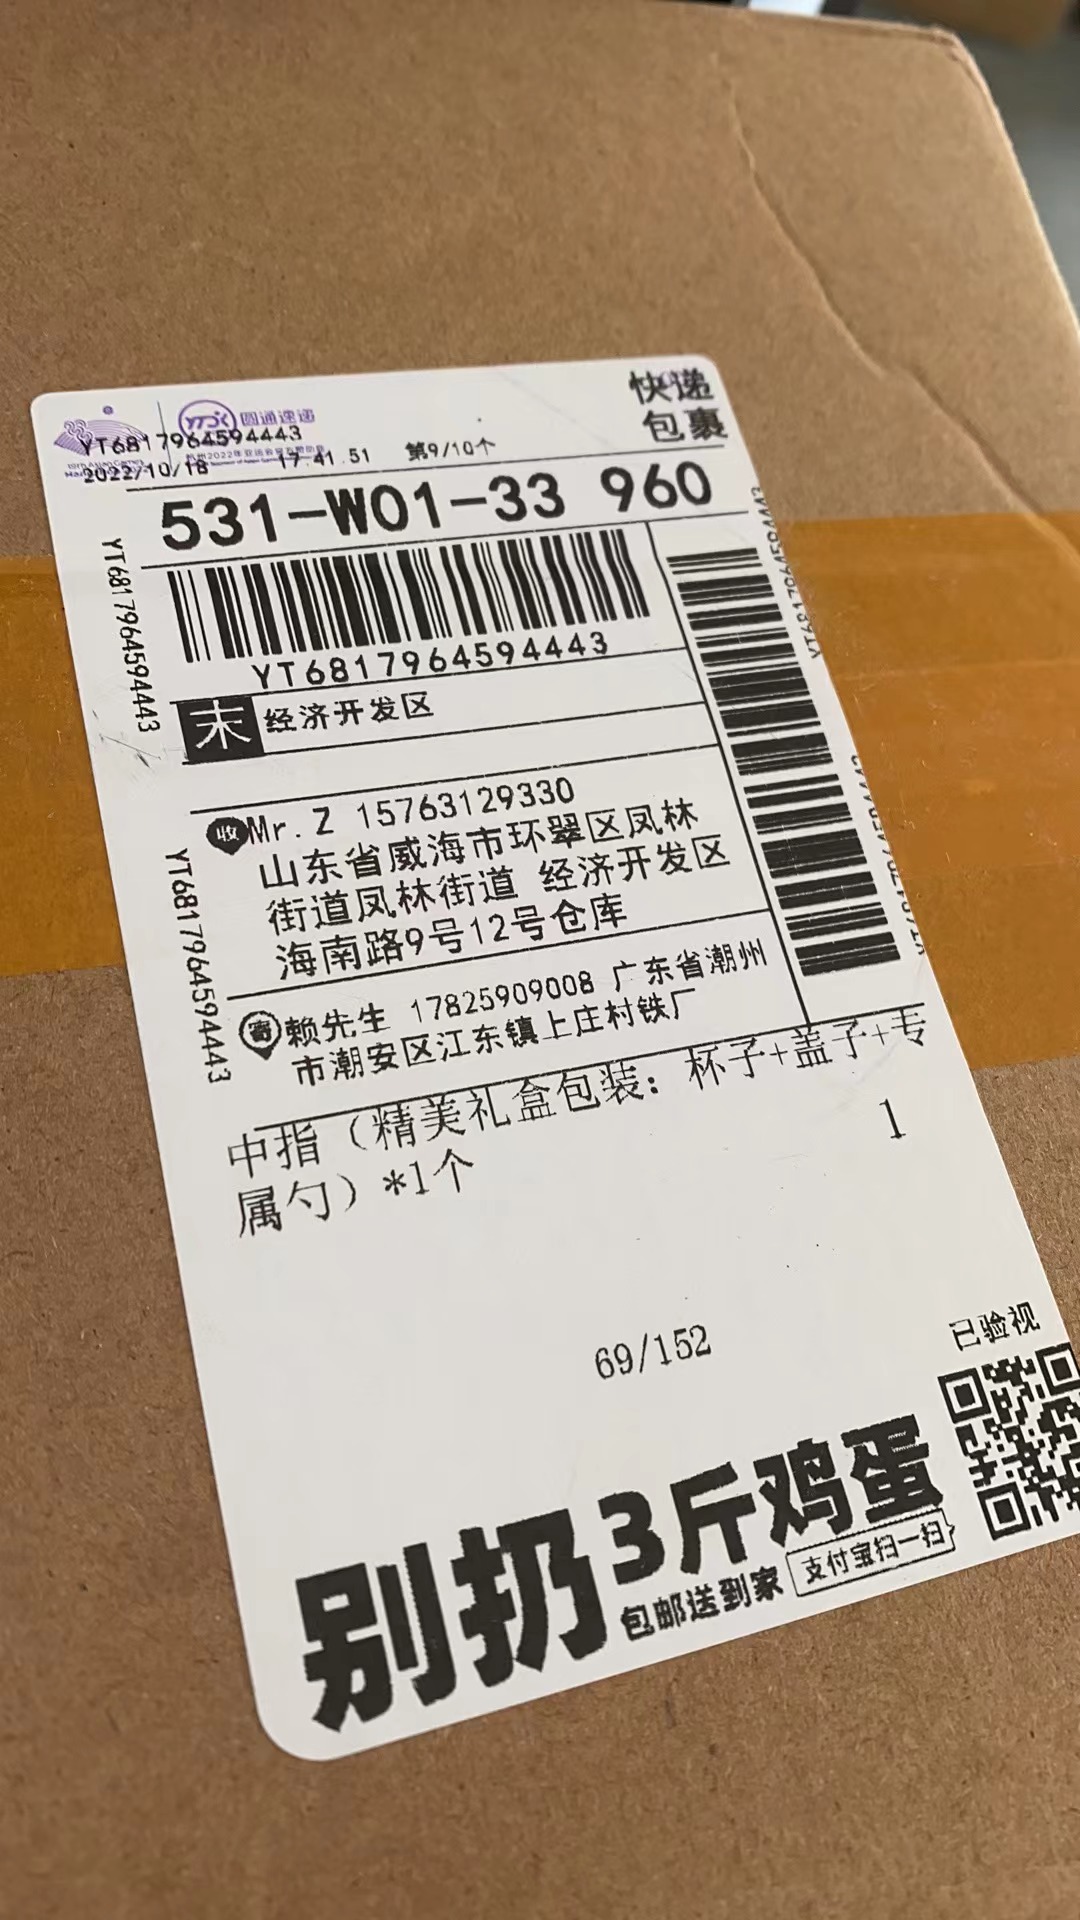 圆通速递
快递
包裹
YT6817964594443
2022/10/18 17:41.51 第9/10个
531-W01-33 960
YT6817964594443
YT6817964594443
末 经济开发区
收 Mr.Z 15763129330
山东省威海市环翠区凤林
街道凤林街道 经济开发区
海南路9号12号仓库
YT6817964594443
寄 赖先生 17825909008 广东省潮州
市潮安区江东镇上庄村铁厂
中指（精美礼盒包装：杯子+盖子+专
属勺）*1个
1
69/152
已验视
别扔
3斤鸡蛋
包邮送到家
支付宝扫一扫